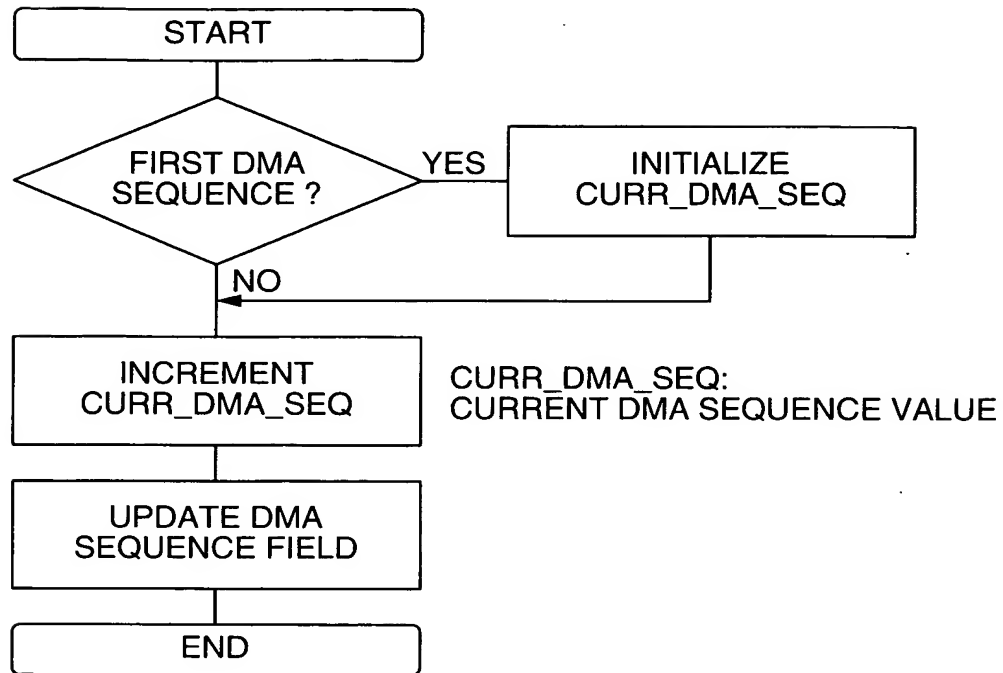 START
FIRST DMA
SEQUENCE ?
YES
INITIALIZE
CURR_DMA_SEQ
NO
INCREMENT
CURR_DMA_SEQ
CURR_DMA_SEQ:
CURRENT DMA SEQUENCE VALUE
UPDATE DMA
SEQUENCE FIELD
END